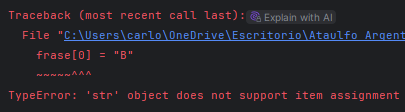 Traceback (most recent call last): Explain with AI
File "C:\Users\carlo\OneDrive\Escritorio\Ataulfo Argent
frase[0] = "B"
~~~~~^^^
TypeError: 'str' object does not support item assignment